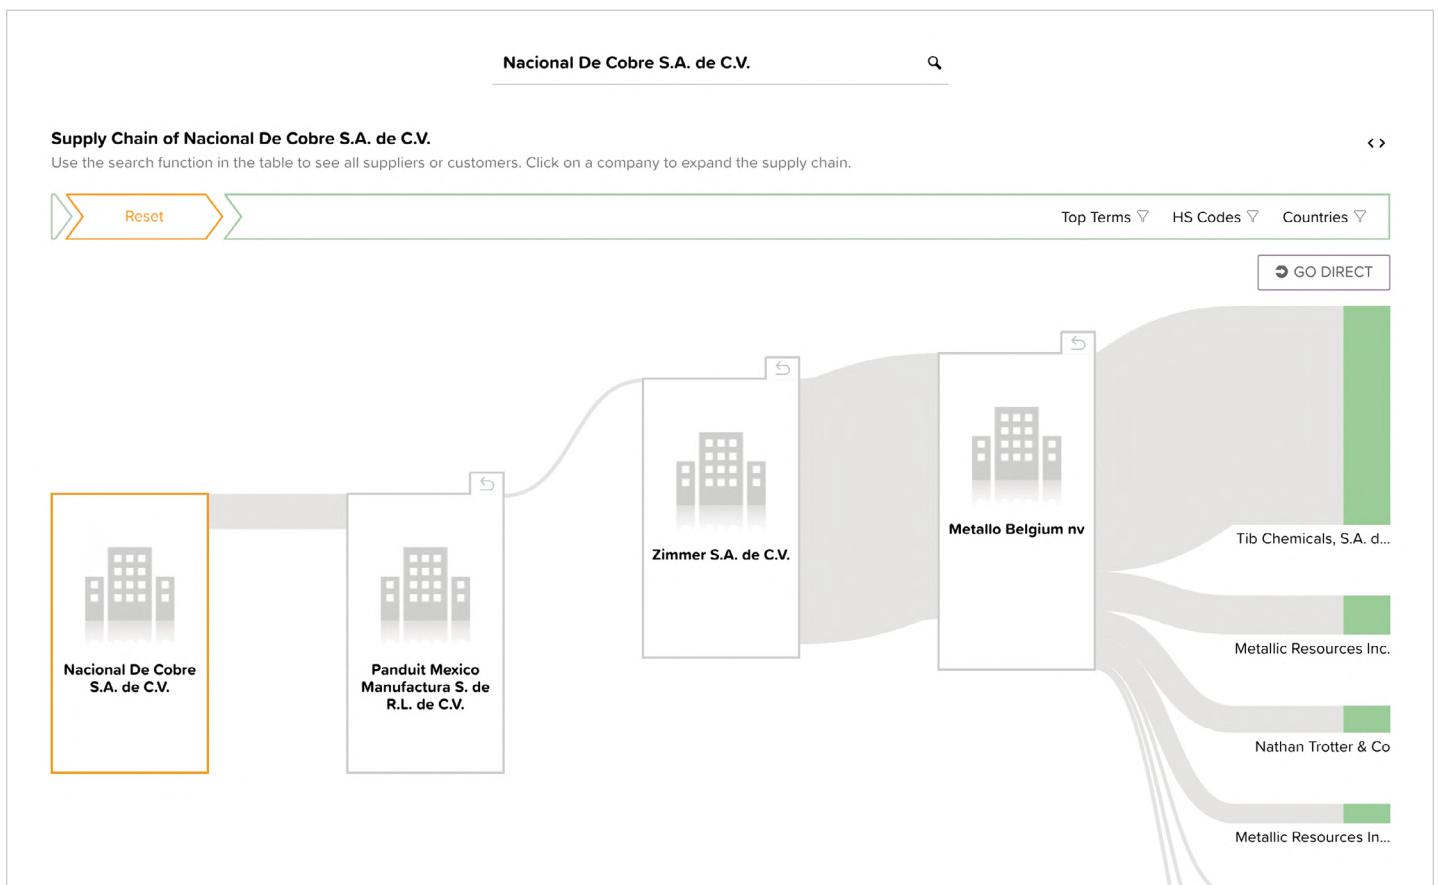 Nacional De Cobre S.A. de C.V.
Supply Chain of Nacional De Cobre S.A. de C.V.
Use the search function in the table to see all suppliers or customers. Click on a company to expand the supply chain.
Reset
Top Terms
HS Codes
Countries
GO DIRECT
Nacional De Cobre
S.A. de C.V.
Panduit Mexico
Manufactura S. de
R.L. de C.V.
Zimmer S.A. de C.V.
Metallo Belgium nv
Tib Chemicals, S.A. d...
Metallic Resources Inc.
Nathan Trotter & Co
Metallic Resources In...